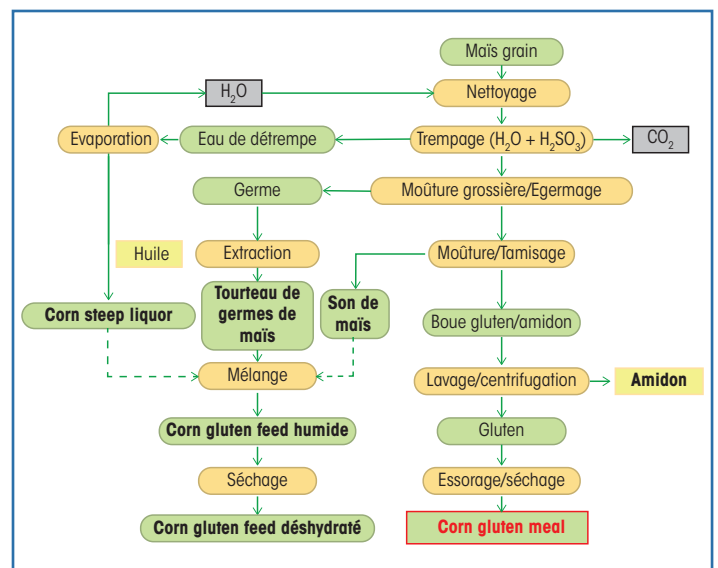 Maïs grain
H₂O
Nettoyage
Evaporation
Eau de détrempe
Trempage (H₂O + H₂SO₃)
CO₂
Germe
Moûture grossière/Egermage
Huile
Extraction
Moûture/Tamisage
Corn steep liquor
Tourteau de
germes de
maïs
Son de
maïs
Boue gluten/amidon
Mélange
Lavage/centrifugation
Amidon
Corn gluten feed humide
Gluten
Séchage
Essorage/séchage
Corn gluten feed déshydraté
Corn gluten meal